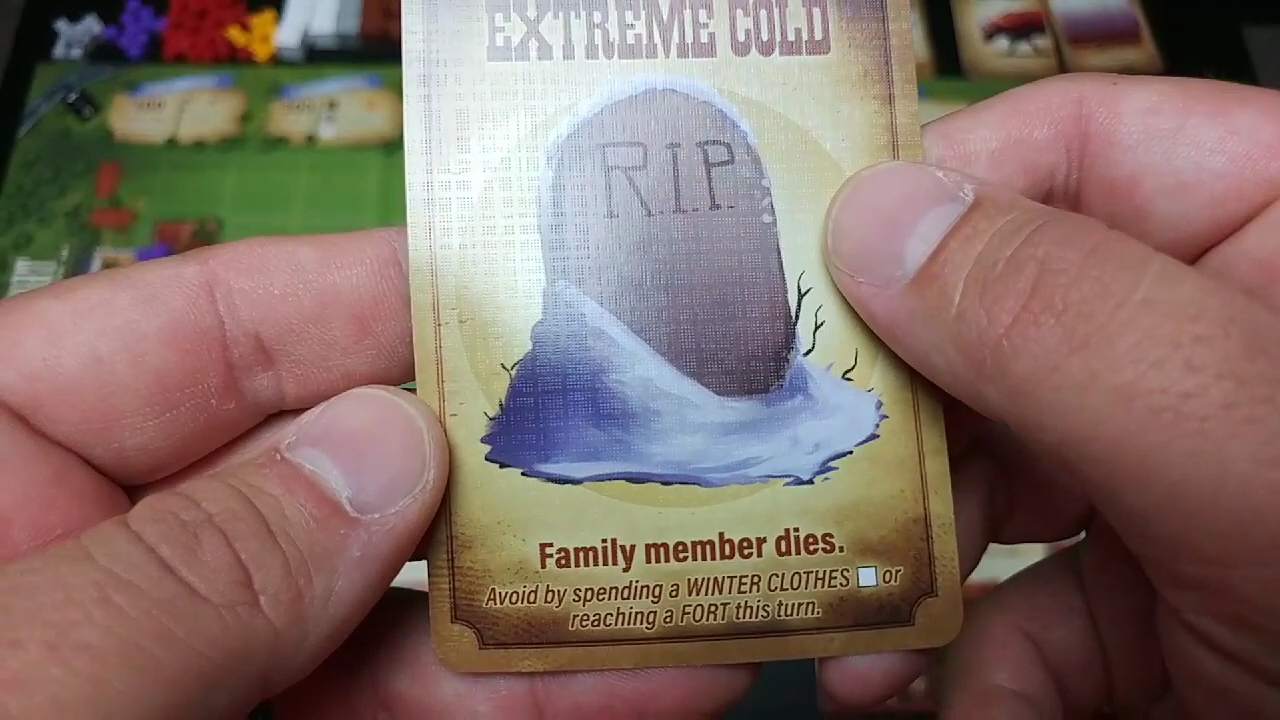 EXTREME COLD
R.I.P.
Family member dies.
Avoid by spending a WINTER CLOTHES or
reaching a FORT this turn.